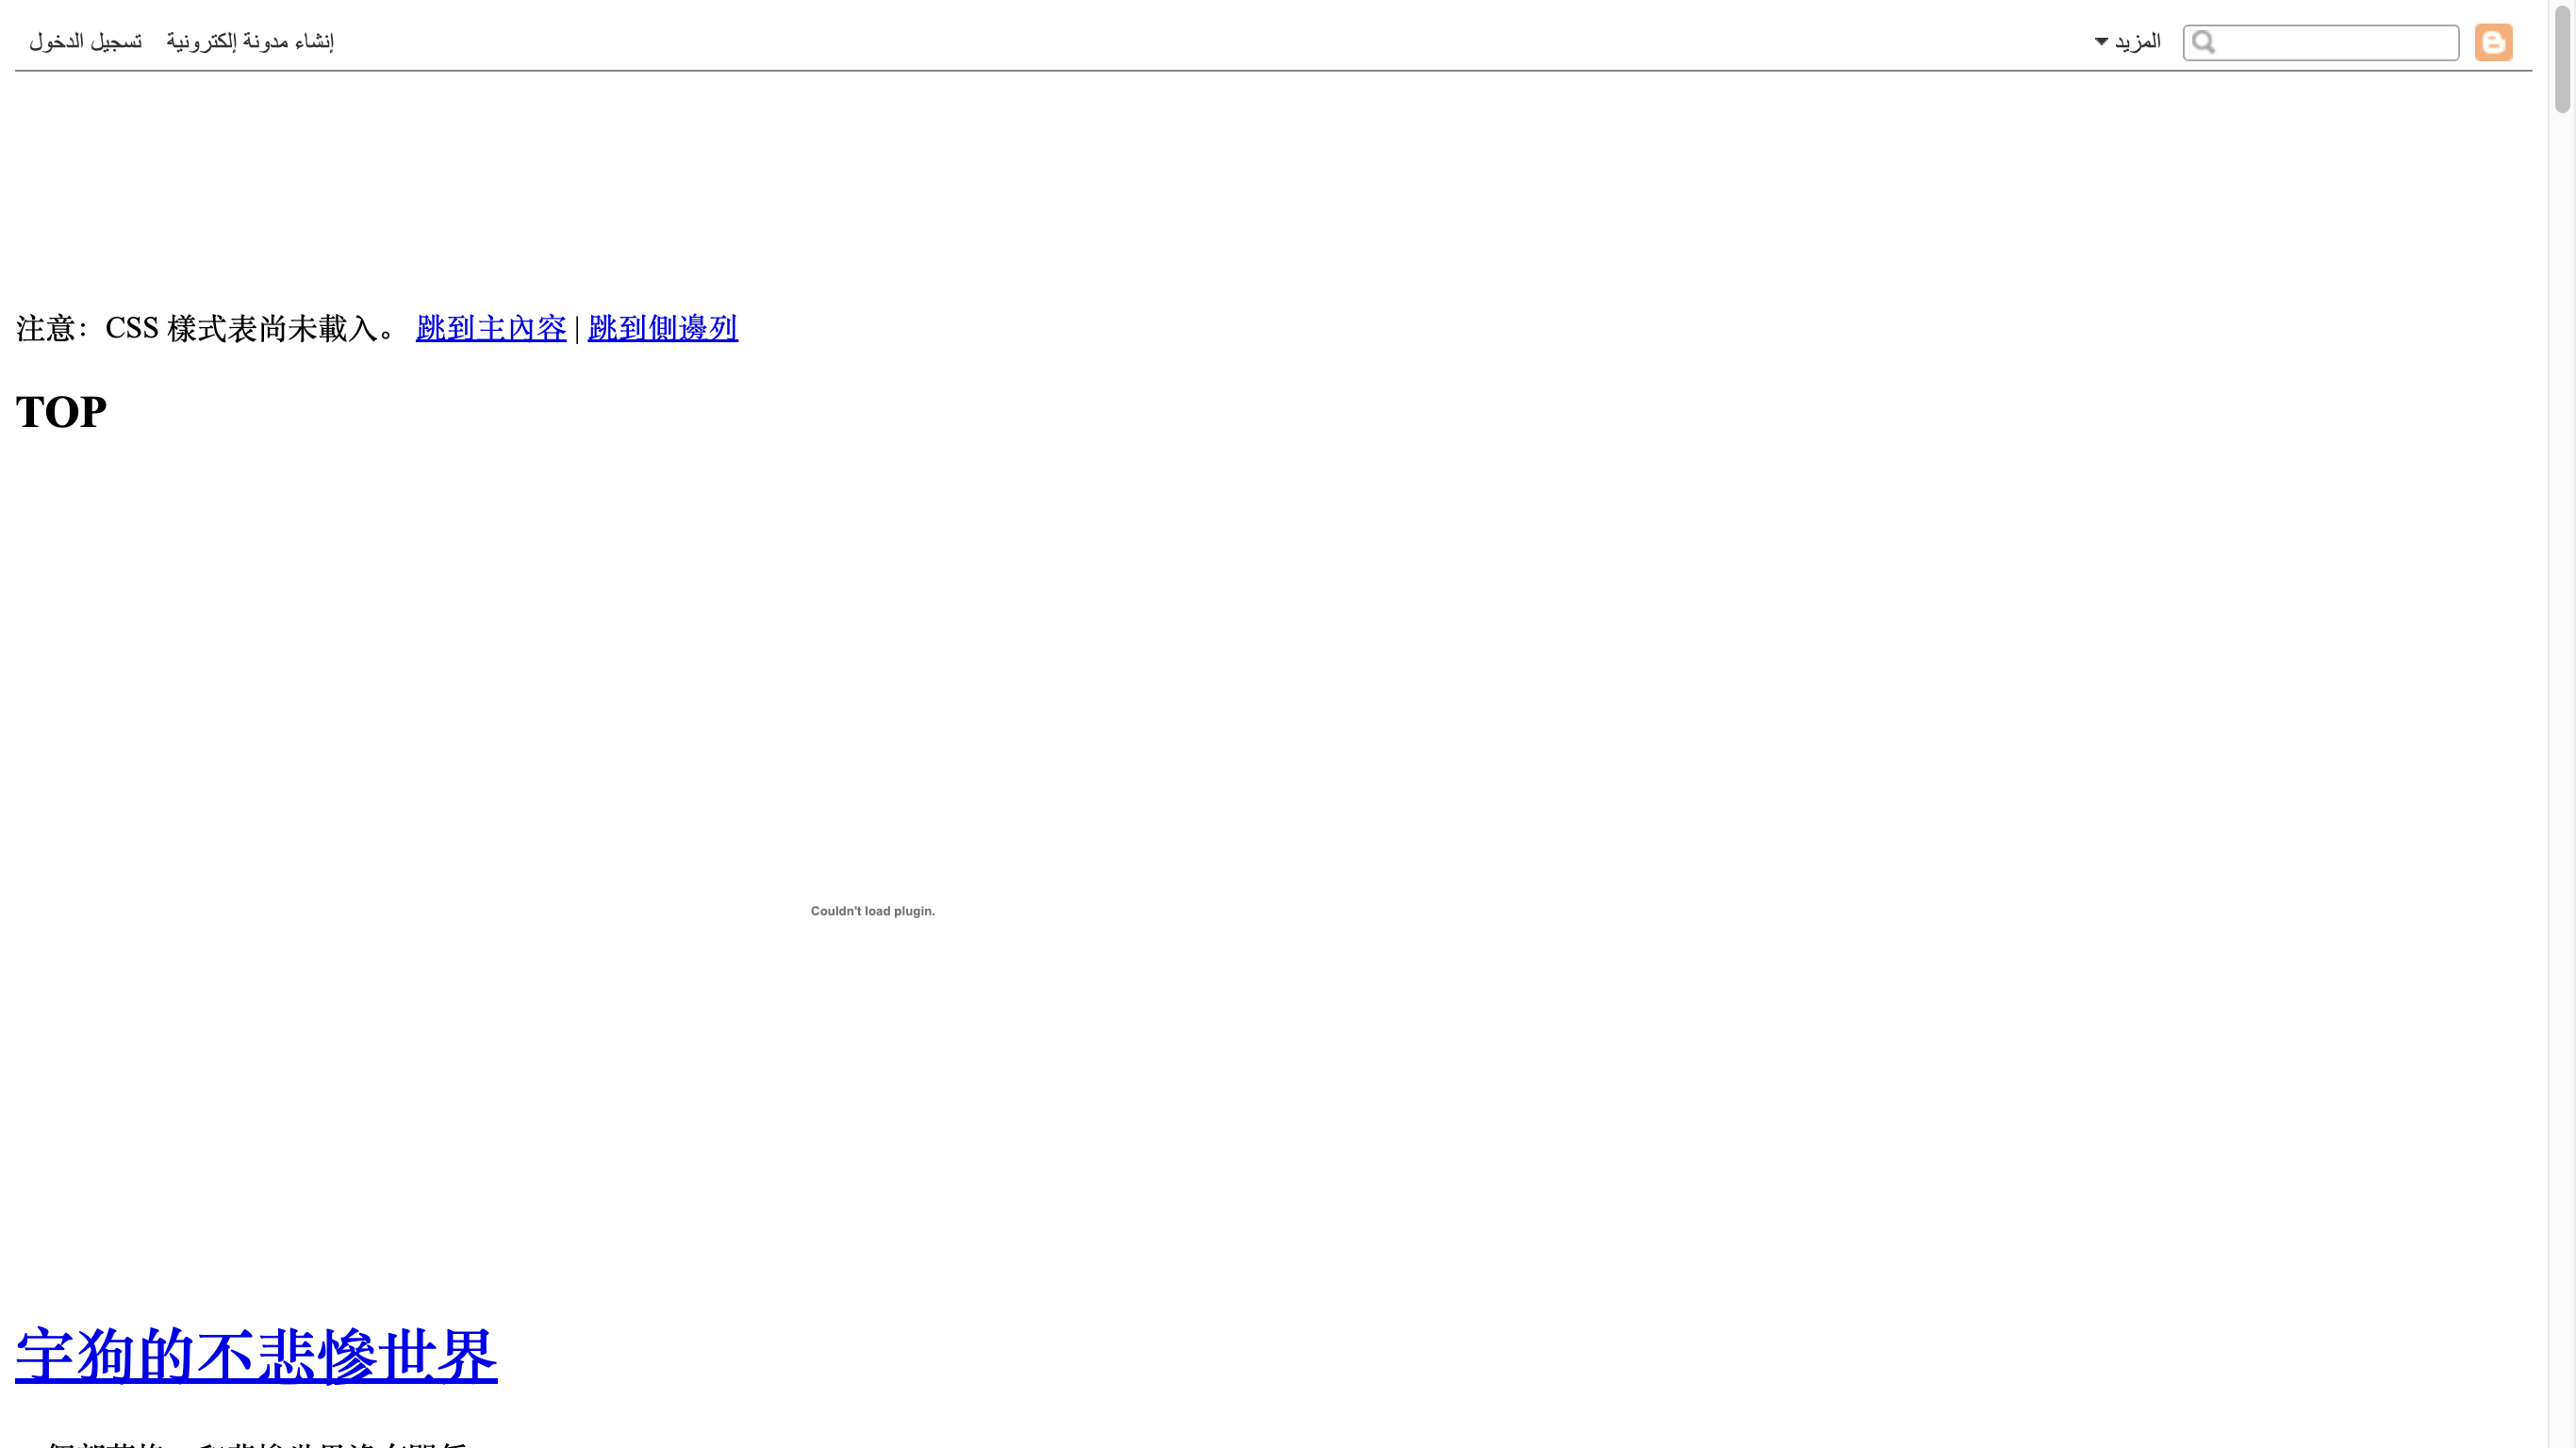 المزيد
إنشاء مدونة إلكترونية
تسجيل الدخول
注意：CSS 樣式表尚未載入。 跳到主內容 | 跳到側邊列
TOP
Couldn't load plugin.
宇狗的不悲慘世界